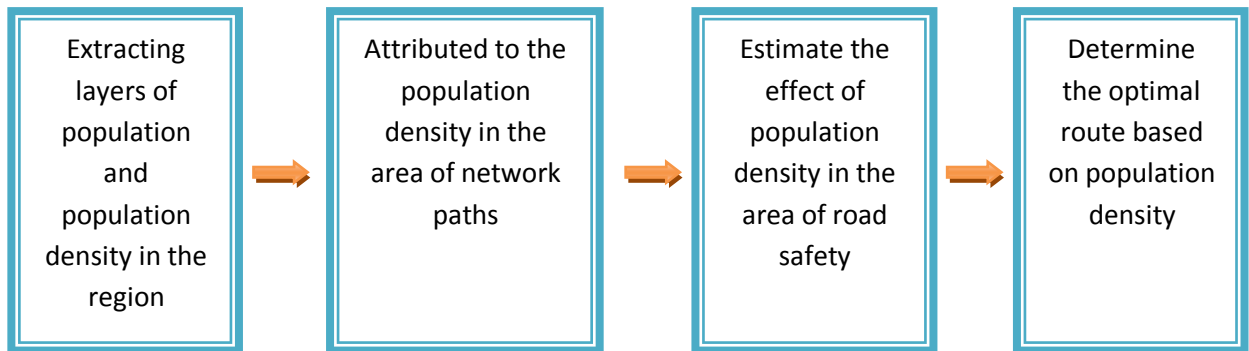 Extracting
layers of
population
and
population
density in the
region
Attributed to the
population
density in the
area of network
paths
Estimate the
effect of
population
density in the
area of road
safety
Determine
the optimal
route based
on population
density